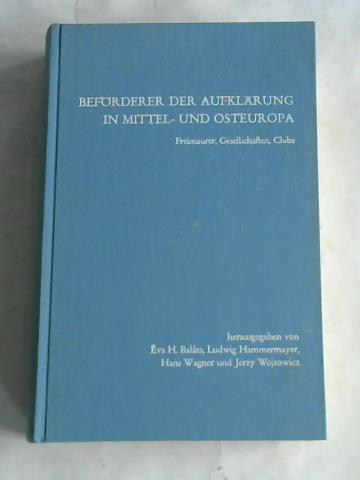 BEFÖRDERER DER AUFKLÄRUNG
IN MITTEL- UND OSTEUROPA
Freimaurer, Gesellschaften, Clubs
herausgegeben von
Éva H. Balázs, Ludwig Hammermayer,
Hans Wagner und Jerzy Wojtowicz